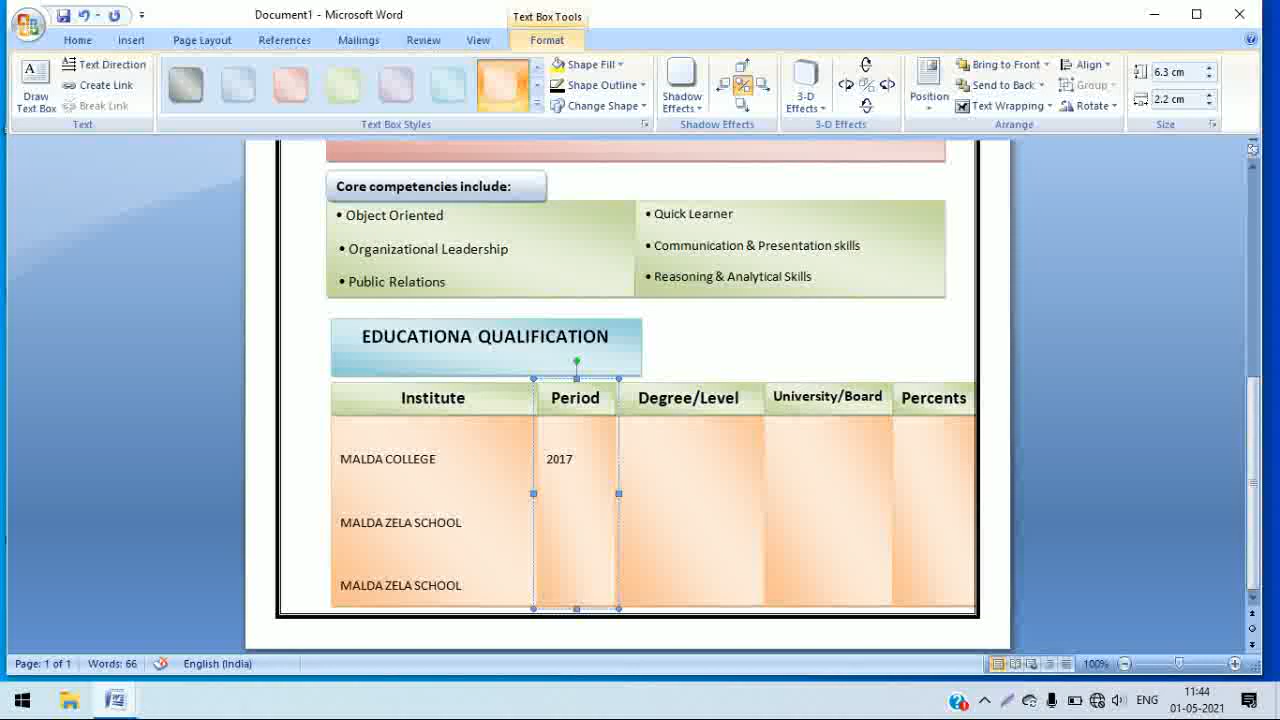 Document1 - Microsoft Word
Text Box Tools
Home Insert Page Layout References Mailings Review View Format
Draw Text Box
Text Direction
Create Link
Break Link
Text
Text Box Styles
Shape Fill
Shape Outline
Change Shape
Shadow Effects
Shadow Effects
3-D Effects
3-D Effects
Position
Bring to Front
Send to Back
Text Wrapping
Align
Group
Rotate
Arrange
6.3 cm
2.2 cm
Size
Core competencies include:
• Object Oriented
• Organizational Leadership
• Public Relations
• Quick Learner
• Communication & Presentation skills
• Reasoning & Analytical Skills
EDUCATIONA QUALIFICATION
Institute Period Degree/Level University/Board Percents
MALDA COLLEGE 2017
MALDA ZELA SCHOOL
MALDA ZELA SCHOOL
Page: 1 of 1 Words: 66 English (India) 100%
ENG 11:44
01-05-2021